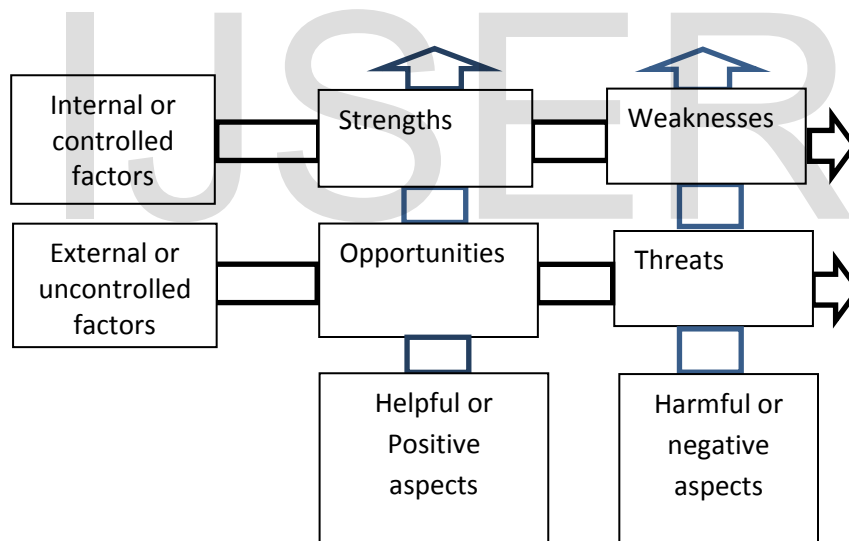 IJSER
Internal or
controlled
factors
Strengths
Weaknesses
External or
uncontrolled
factors
Opportunities
Threats
Helpful or
Positive
aspects
Harmful or
negative
aspects